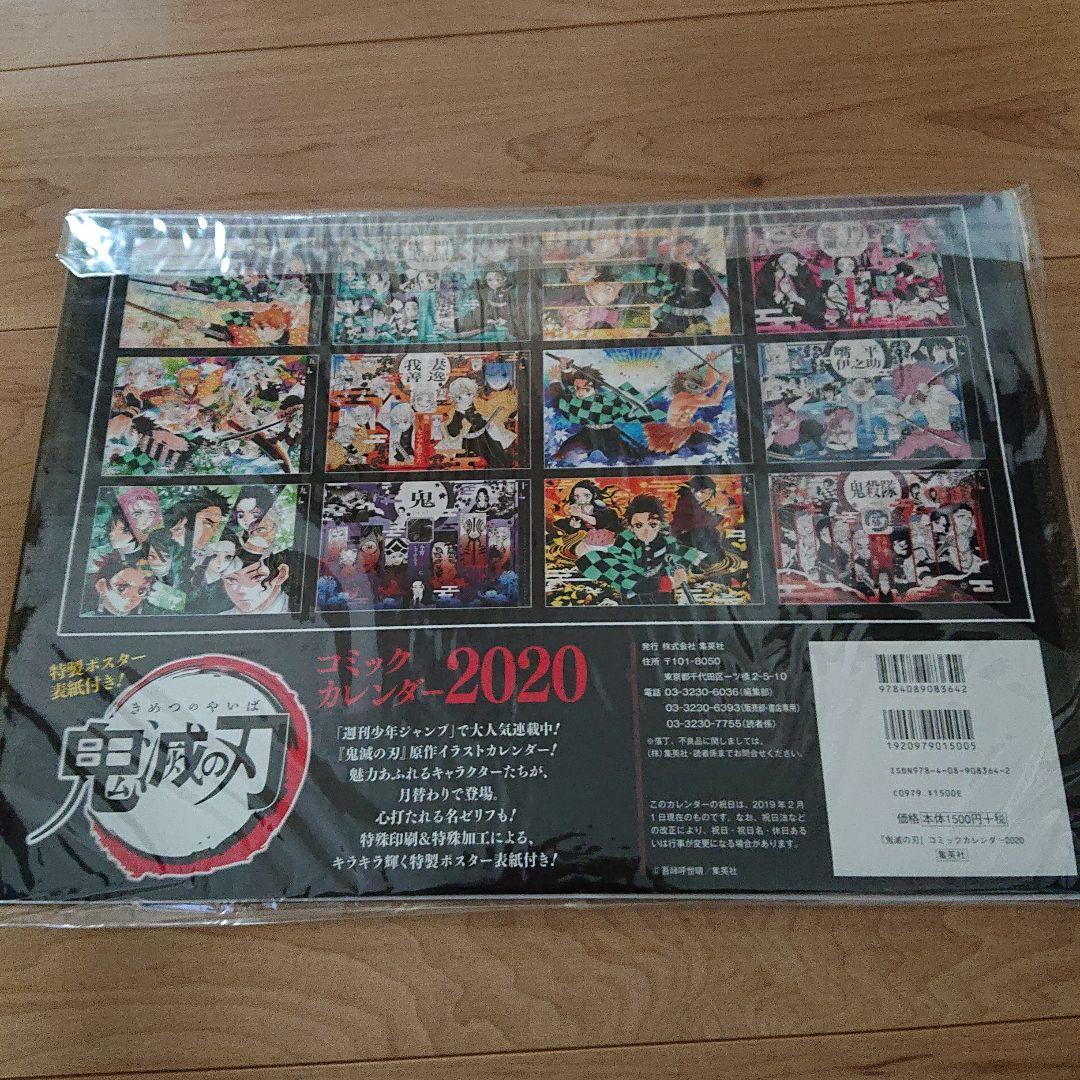 我妻
善逸
嘴平
伊之助
鬼
鬼殺隊
特製ポスター
表紙付き!
きめつのやいば
鬼滅の刃
コミック
カレンダー2020
「週刊少年ジャンプ」で大人気連載中!
『鬼滅の刃』原作イラストカレンダー!
魅力あふれるキャラクターたちが、
月替わりで登場。
心打たれる名ゼリフも!
特殊印刷&特殊加工による、
キラキラ輝く特製ポスター表紙付き!
発行 株式会社 集英社
住所 〒101-8050
東京都千代田区一ツ橋2-5-10
電話 03-3230-6036(編集部)
03-3230-6393(販売部・書店専用)
03-3230-7755(読者係)
※落丁、不良品に関しましては、
(株)集英社・読者係までお問合せください。
このカレンダーの祝日は、2019年2月
1日現在のものです。なお、祝日法など
の改正により、祝日・祝日名・休日ある
いは行事が変更になる場合があります。
©吾峠呼世晴/集英社
9784089083642
1920979015005
ISBN978-4-08-908364-2
C0979 ¥1500E
価格 本体1500円+税
『鬼滅の刃』コミックカレンダー2020
集英社